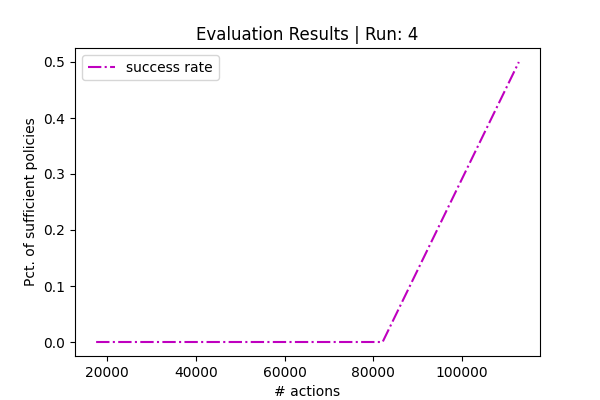 Evaluation Results | Run: 4
success rate
Pct. of sufficient policies
0.5
0.4
0.3
0.2
0.1
0.0
20000 40000 60000 80000 100000
# actions